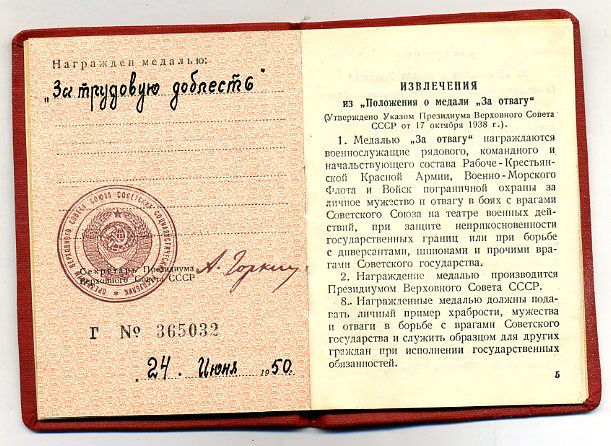 Награжден медалью:
„За трудовую доблесть"
Секретарь Президиума
Верховного Совета СССР
А. Горкин
Г № 365032
„24" Июня 1950 г.
ИЗВЛЕЧЕНИЯ
из „Положения о медали „За отвагу"
(Утверждено Указом Президиума Верховного Совета
СССР от 17 октября 1938 г.).
1. Медалью „За отвагу" награждаются
военнослужащие рядового, командного и
начальствующего состава Рабоче-Крестьян-
ской Красной Армии, Военно-Морского
Флота и Войск пограничной охраны за
личное мужество и отвагу в боях с врагами
Советского Союза на театре военных дей-
ствий, при защите неприкосновенности
государственных границ или при борьбе
с диверсантами, шпионами и прочими вра-
гами Советского государства.
2. Награждение медалью производится
Президиумом Верховного Совета СССР.
8. Награжденные медалью должны пода-
вать личный пример храбрости, мужества
и отваги в борьбе с врагами Советского
государства и служить образцом для других
граждан при исполнении государственных
обязанностей.
5